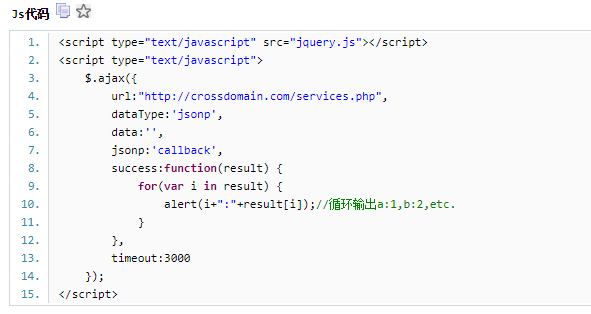 Js代码
1. <script type="text/javascript" src="jquery.js"></script>
2. <script type="text/javascript">
3. $.ajax({
4. url:"http://crossdomain.com/services.php",
5. dataType:'jsonp',
6. data:'',
7. jsonp:'callback',
8. success:function(result) {
9. for(var i in result) {
10. alert(i+":"+result[i]);//循环输出a:1,b:2,etc.
11. }
12. },
13. timeout:3000
14. });
15. </script>